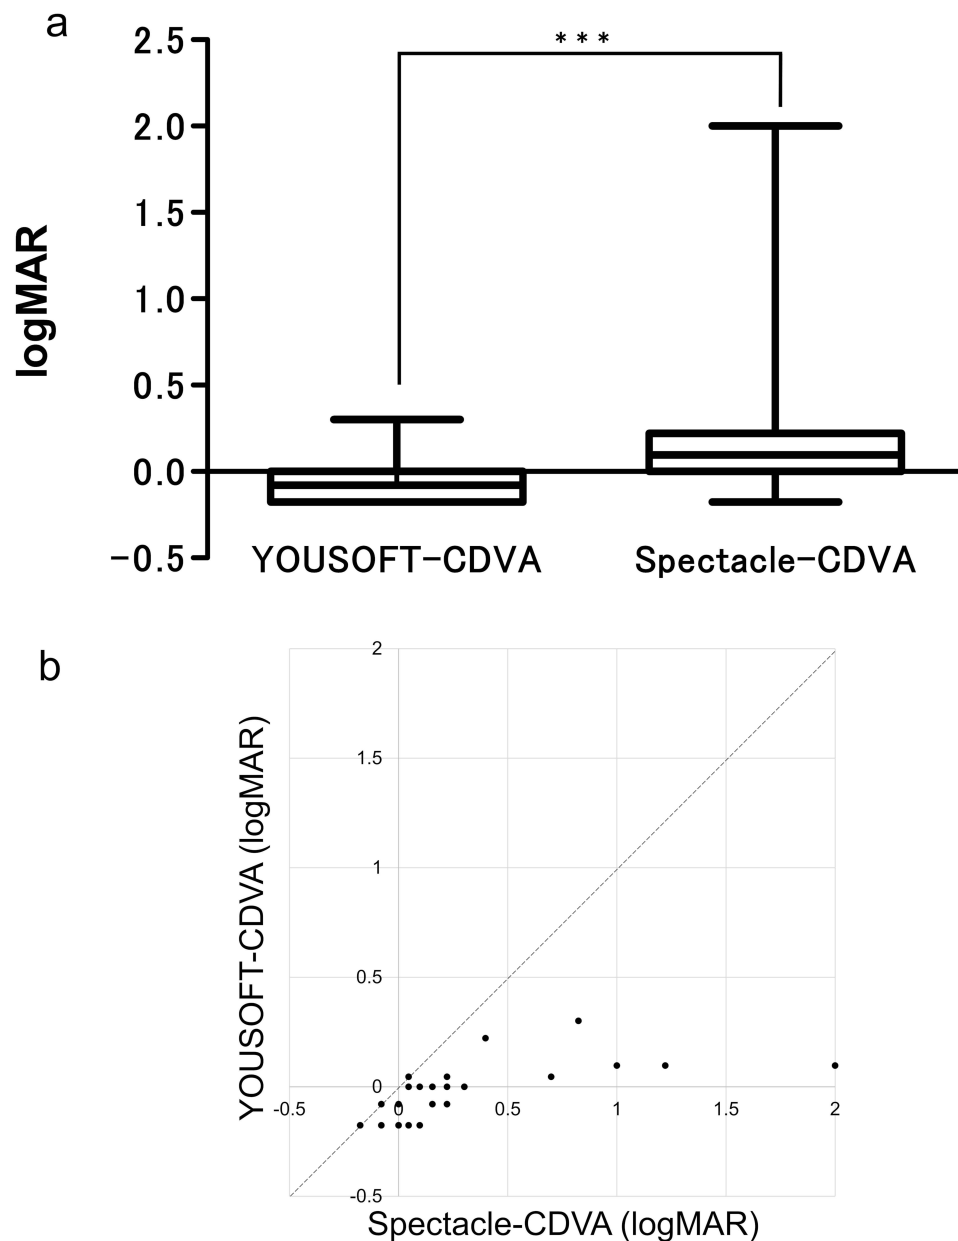 a
***
2.5
2.0
1.5
1.0
0.5
0.0
-0.5
logMAR
YOUSOFT-CDVA Spectacle-CDVA
b
YOUSOFT-CDVA (logMAR)
2
1.5
1
0.5
0
-0.5 0 0.5 1 1.5 2
-0.5
Spectacle-CDVA (logMAR)